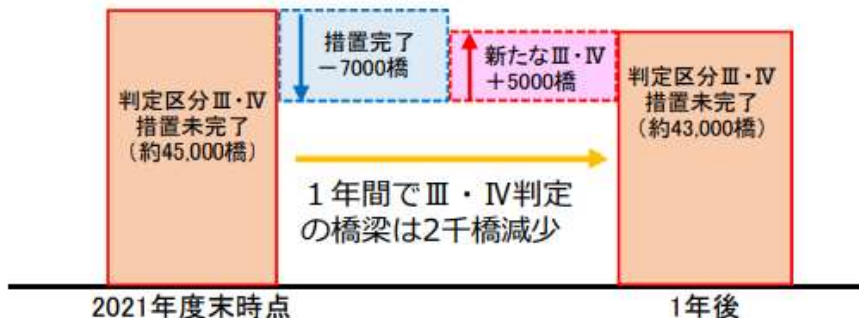 判定区分Ⅲ・Ⅳ
措置未完了
（約45,000橋）
措置完了
－7000橋
新たなⅢ・Ⅳ
＋5000橋
判定区分Ⅲ・Ⅳ
措置未完了
（約43,000橋）
１年間でⅢ・Ⅳ判定
の橋梁は2千橋減少
2021年度末時点
1年後